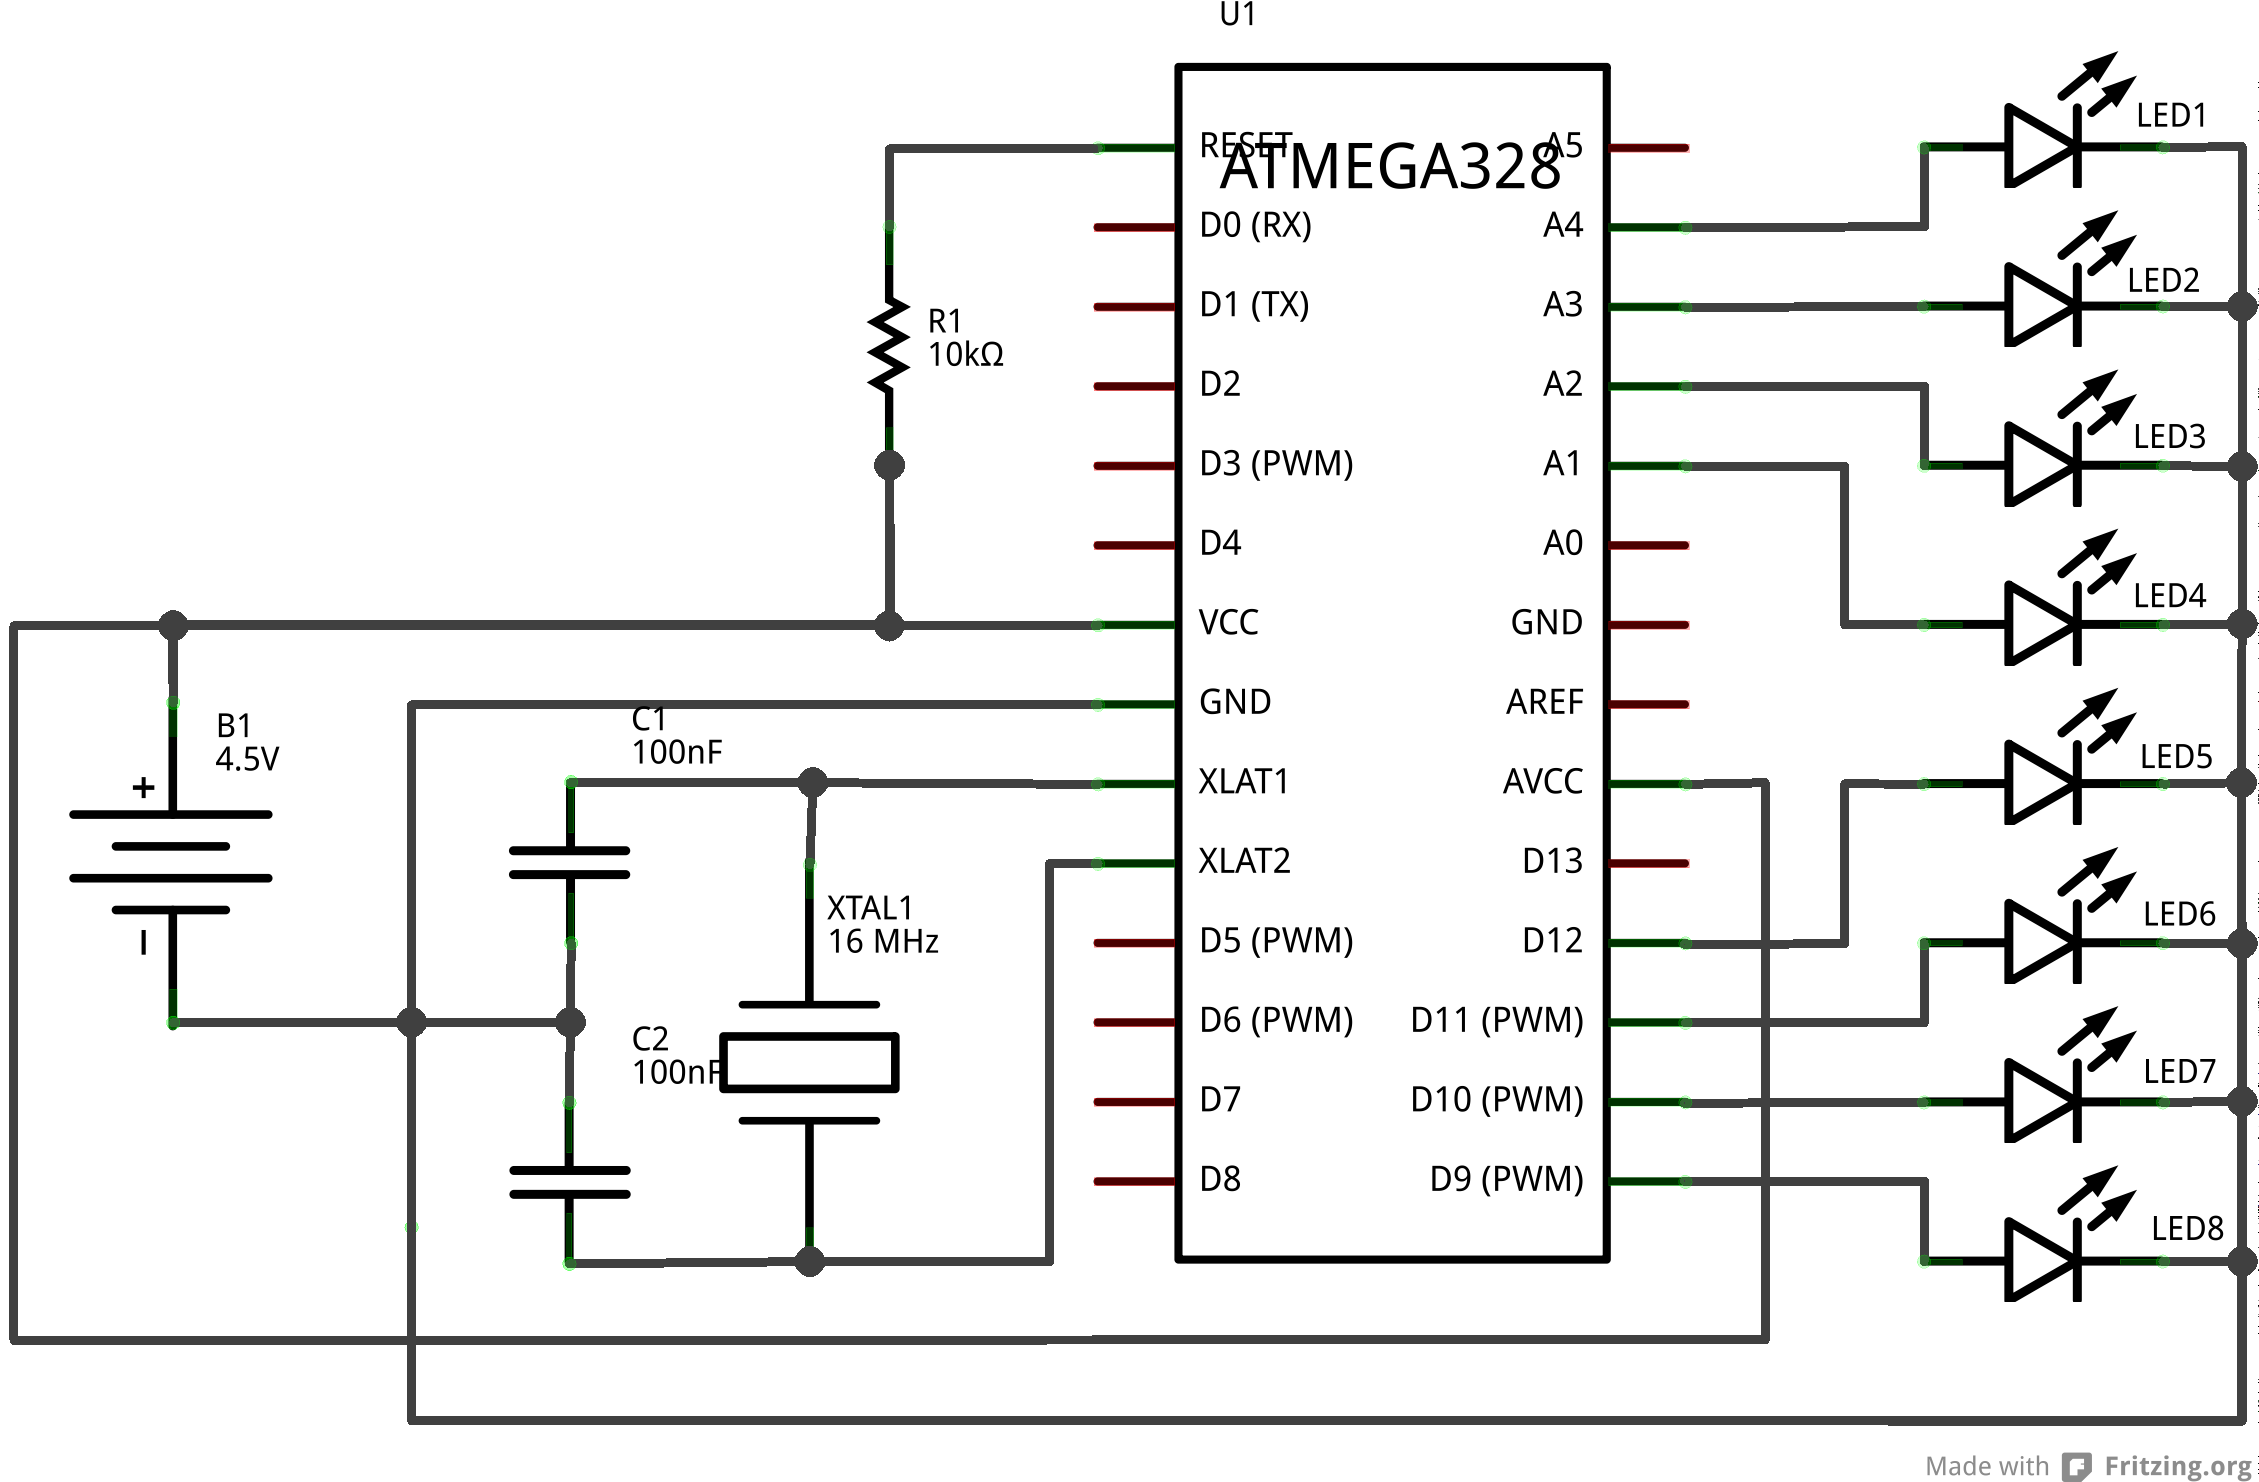 U1
ATMEGA328
RESET
D0 (RX)
D1 (TX)
D2
D3 (PWM)
D4
VCC
GND
XLAT1
XLAT2
D5 (PWM)
D6 (PWM)
D7
D8
A5
A4
A3
A2
A1
A0
GND
AREF
AVCC
D13
D12
D11 (PWM)
D10 (PWM)
D9 (PWM)
R1
10kΩ
B1
4.5V
+
–
C1
100nF
C2
100nF
XTAL1
16 MHz
LED1
LED2
LED3
LED4
LED5
LED6
LED7
LED8
Made with Fritzing.org